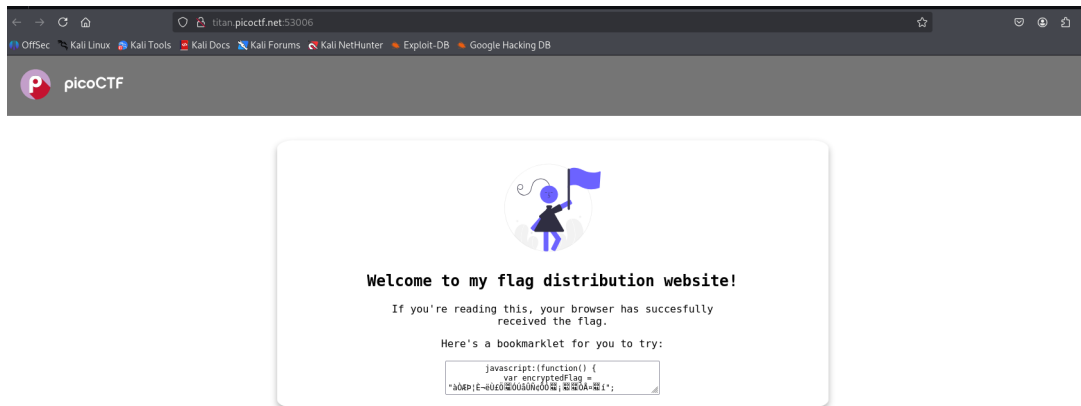 titan.picoctf.net:53006
OffSec Kali Linux Kali Tools Kali Docs Kali Forums Kali NetHunter Exploit-DB Google Hacking DB
picoCTF
Welcome to my flag distribution website!
If you're reading this, your browser has succesfully
received the flag.
Here's a bookmarklet for you to try:
javascript:(function() {
var encryptedFlag =